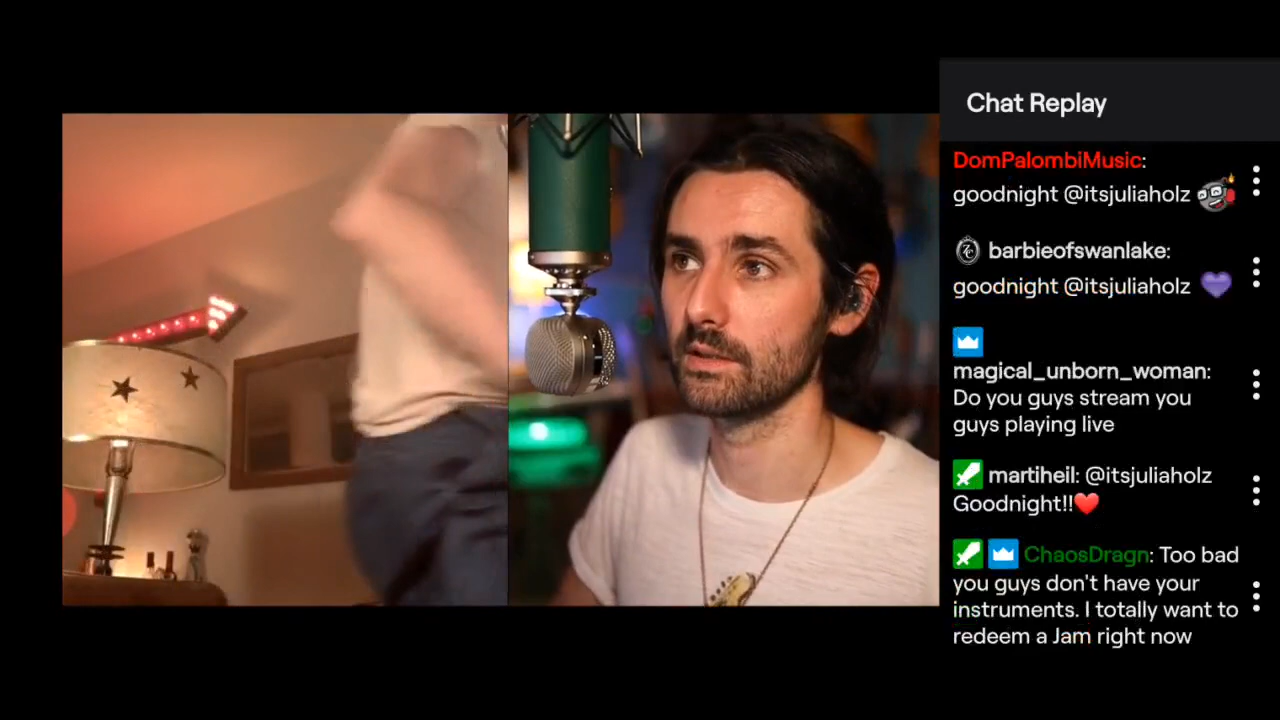 Chat Replay
DomPalombiMusic:
goodnight @itsjuliaholz
barbieofswanlake:
goodnight @itsjuliaholz
magical_unborn_woman:
Do you guys stream you
guys playing live
martiheil: @itsjuliaholz
Goodnight!!
ChaosDragn: Too bad
you guys don't have your
instruments. I totally want to
redeem a Jam right now